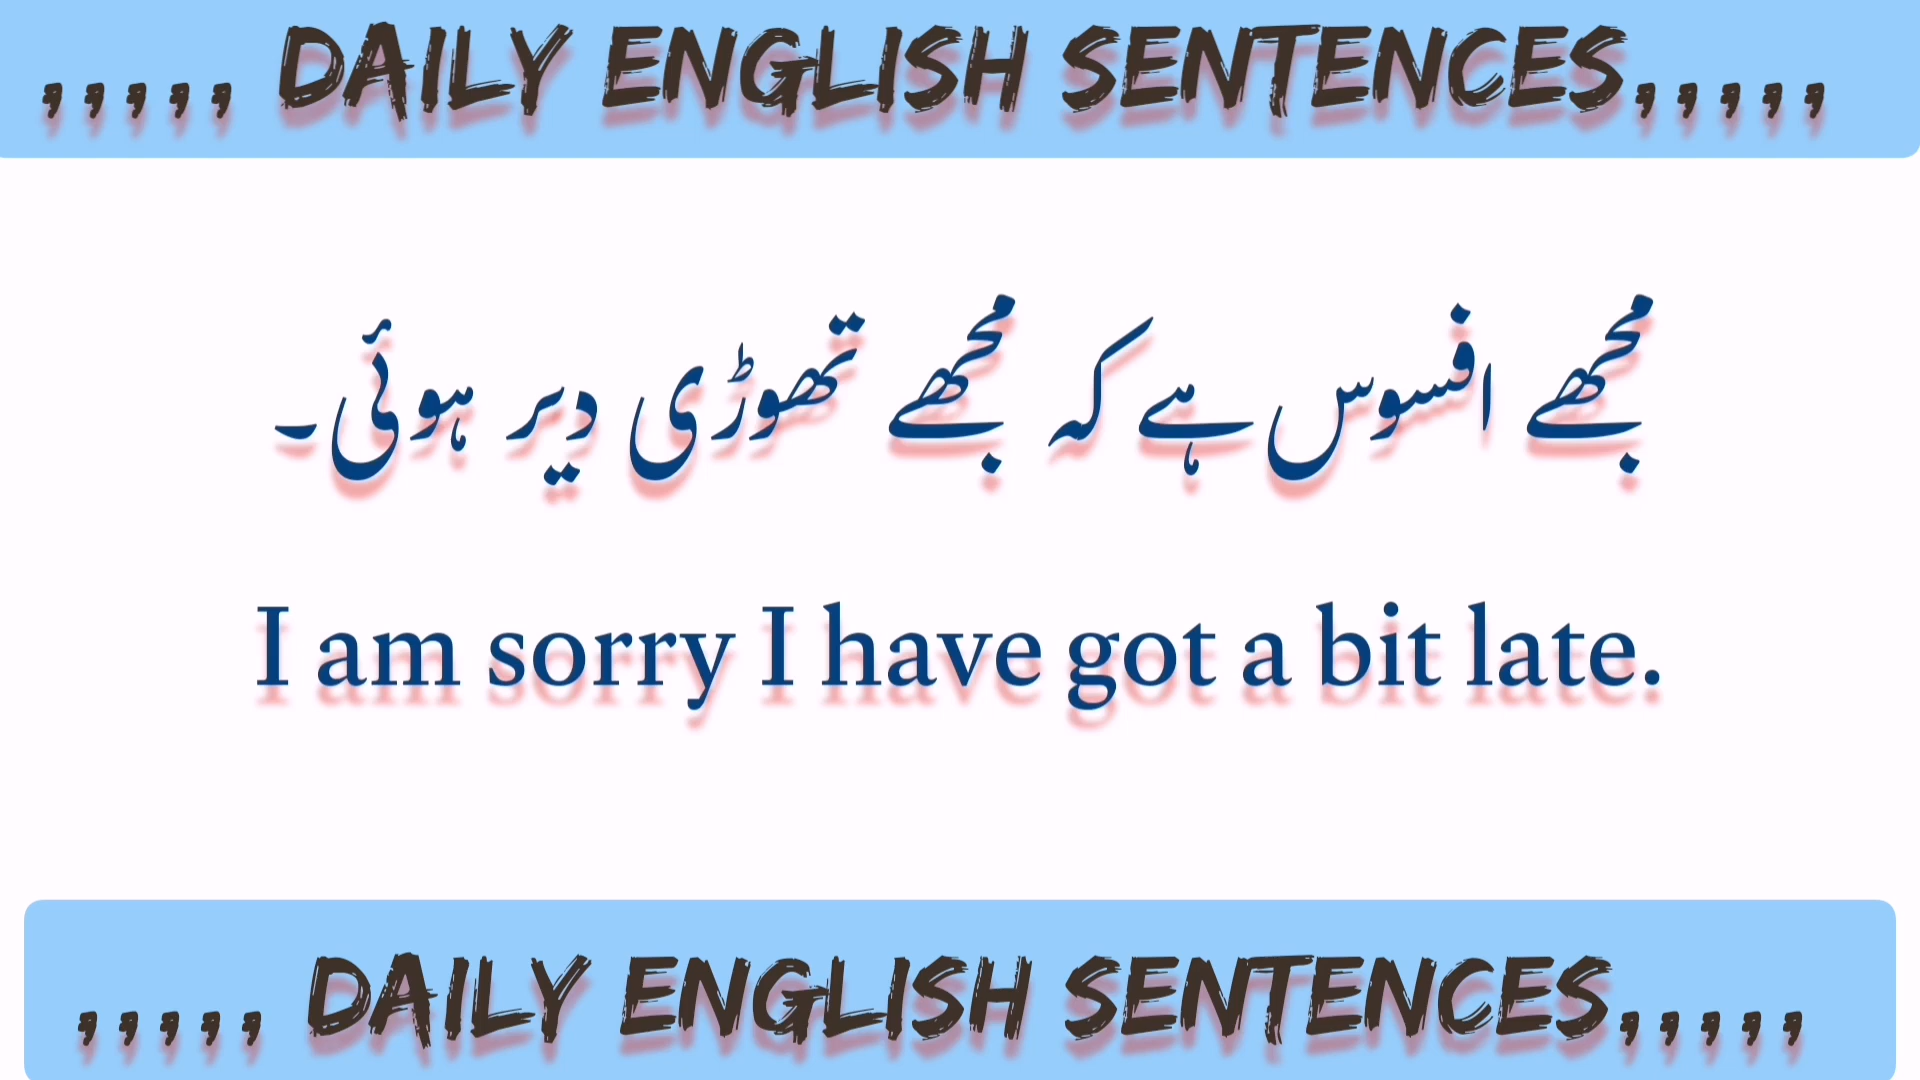 ,,,,, DAILY ENGLISH SENTENCES,,,,,
مجھے افسوس ہے کہ مجھے تھوڑی دیر ہوئی۔
I am sorry I have got a bit late.
,,,,, DAILY ENGLISH SENTENCES,,,,,